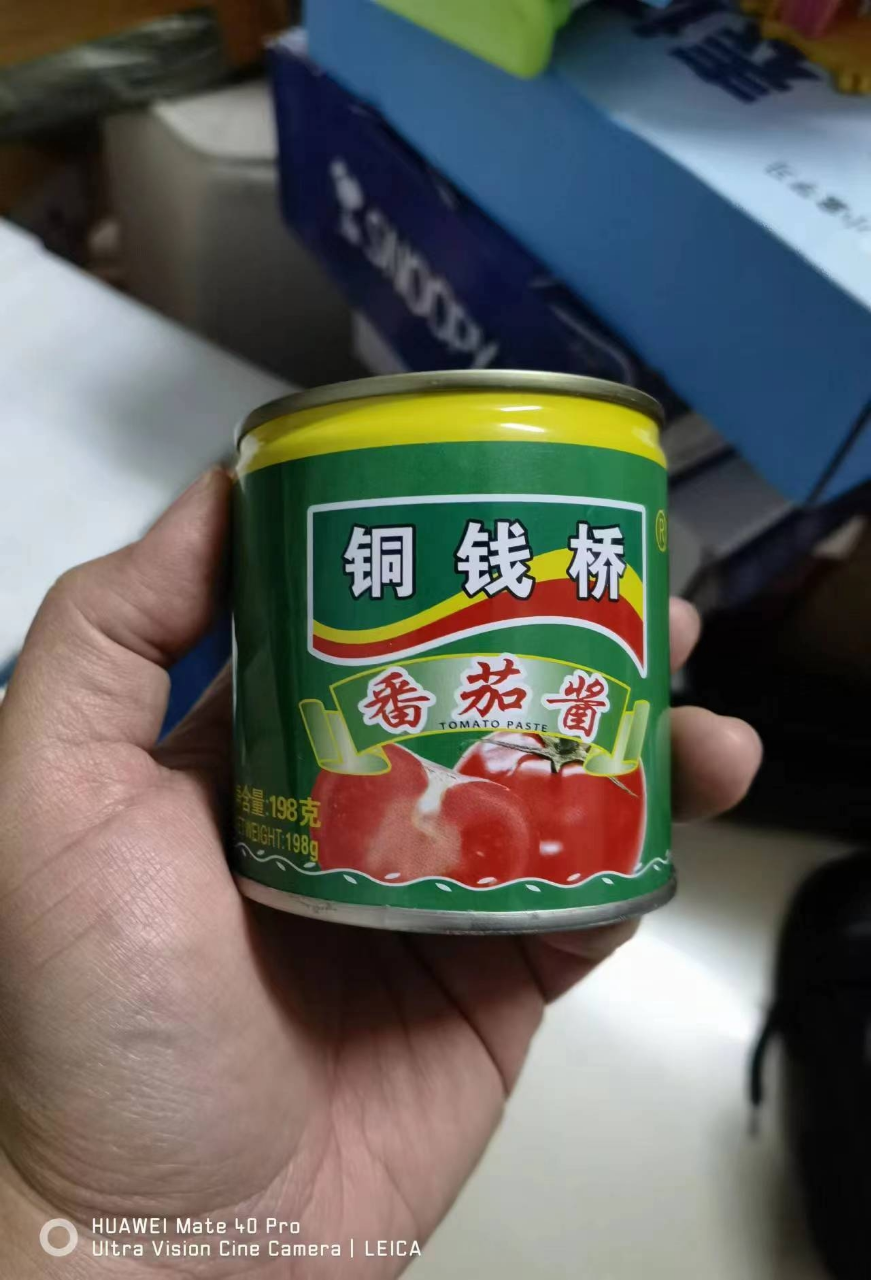 SNOOPY
铜钱桥
®
番茄酱
TOMATO PASTE
含量:198克
WEIGHT:198g
HUAWEI Mate 40 Pro
Ultra Vision Cine Camera | LEICA